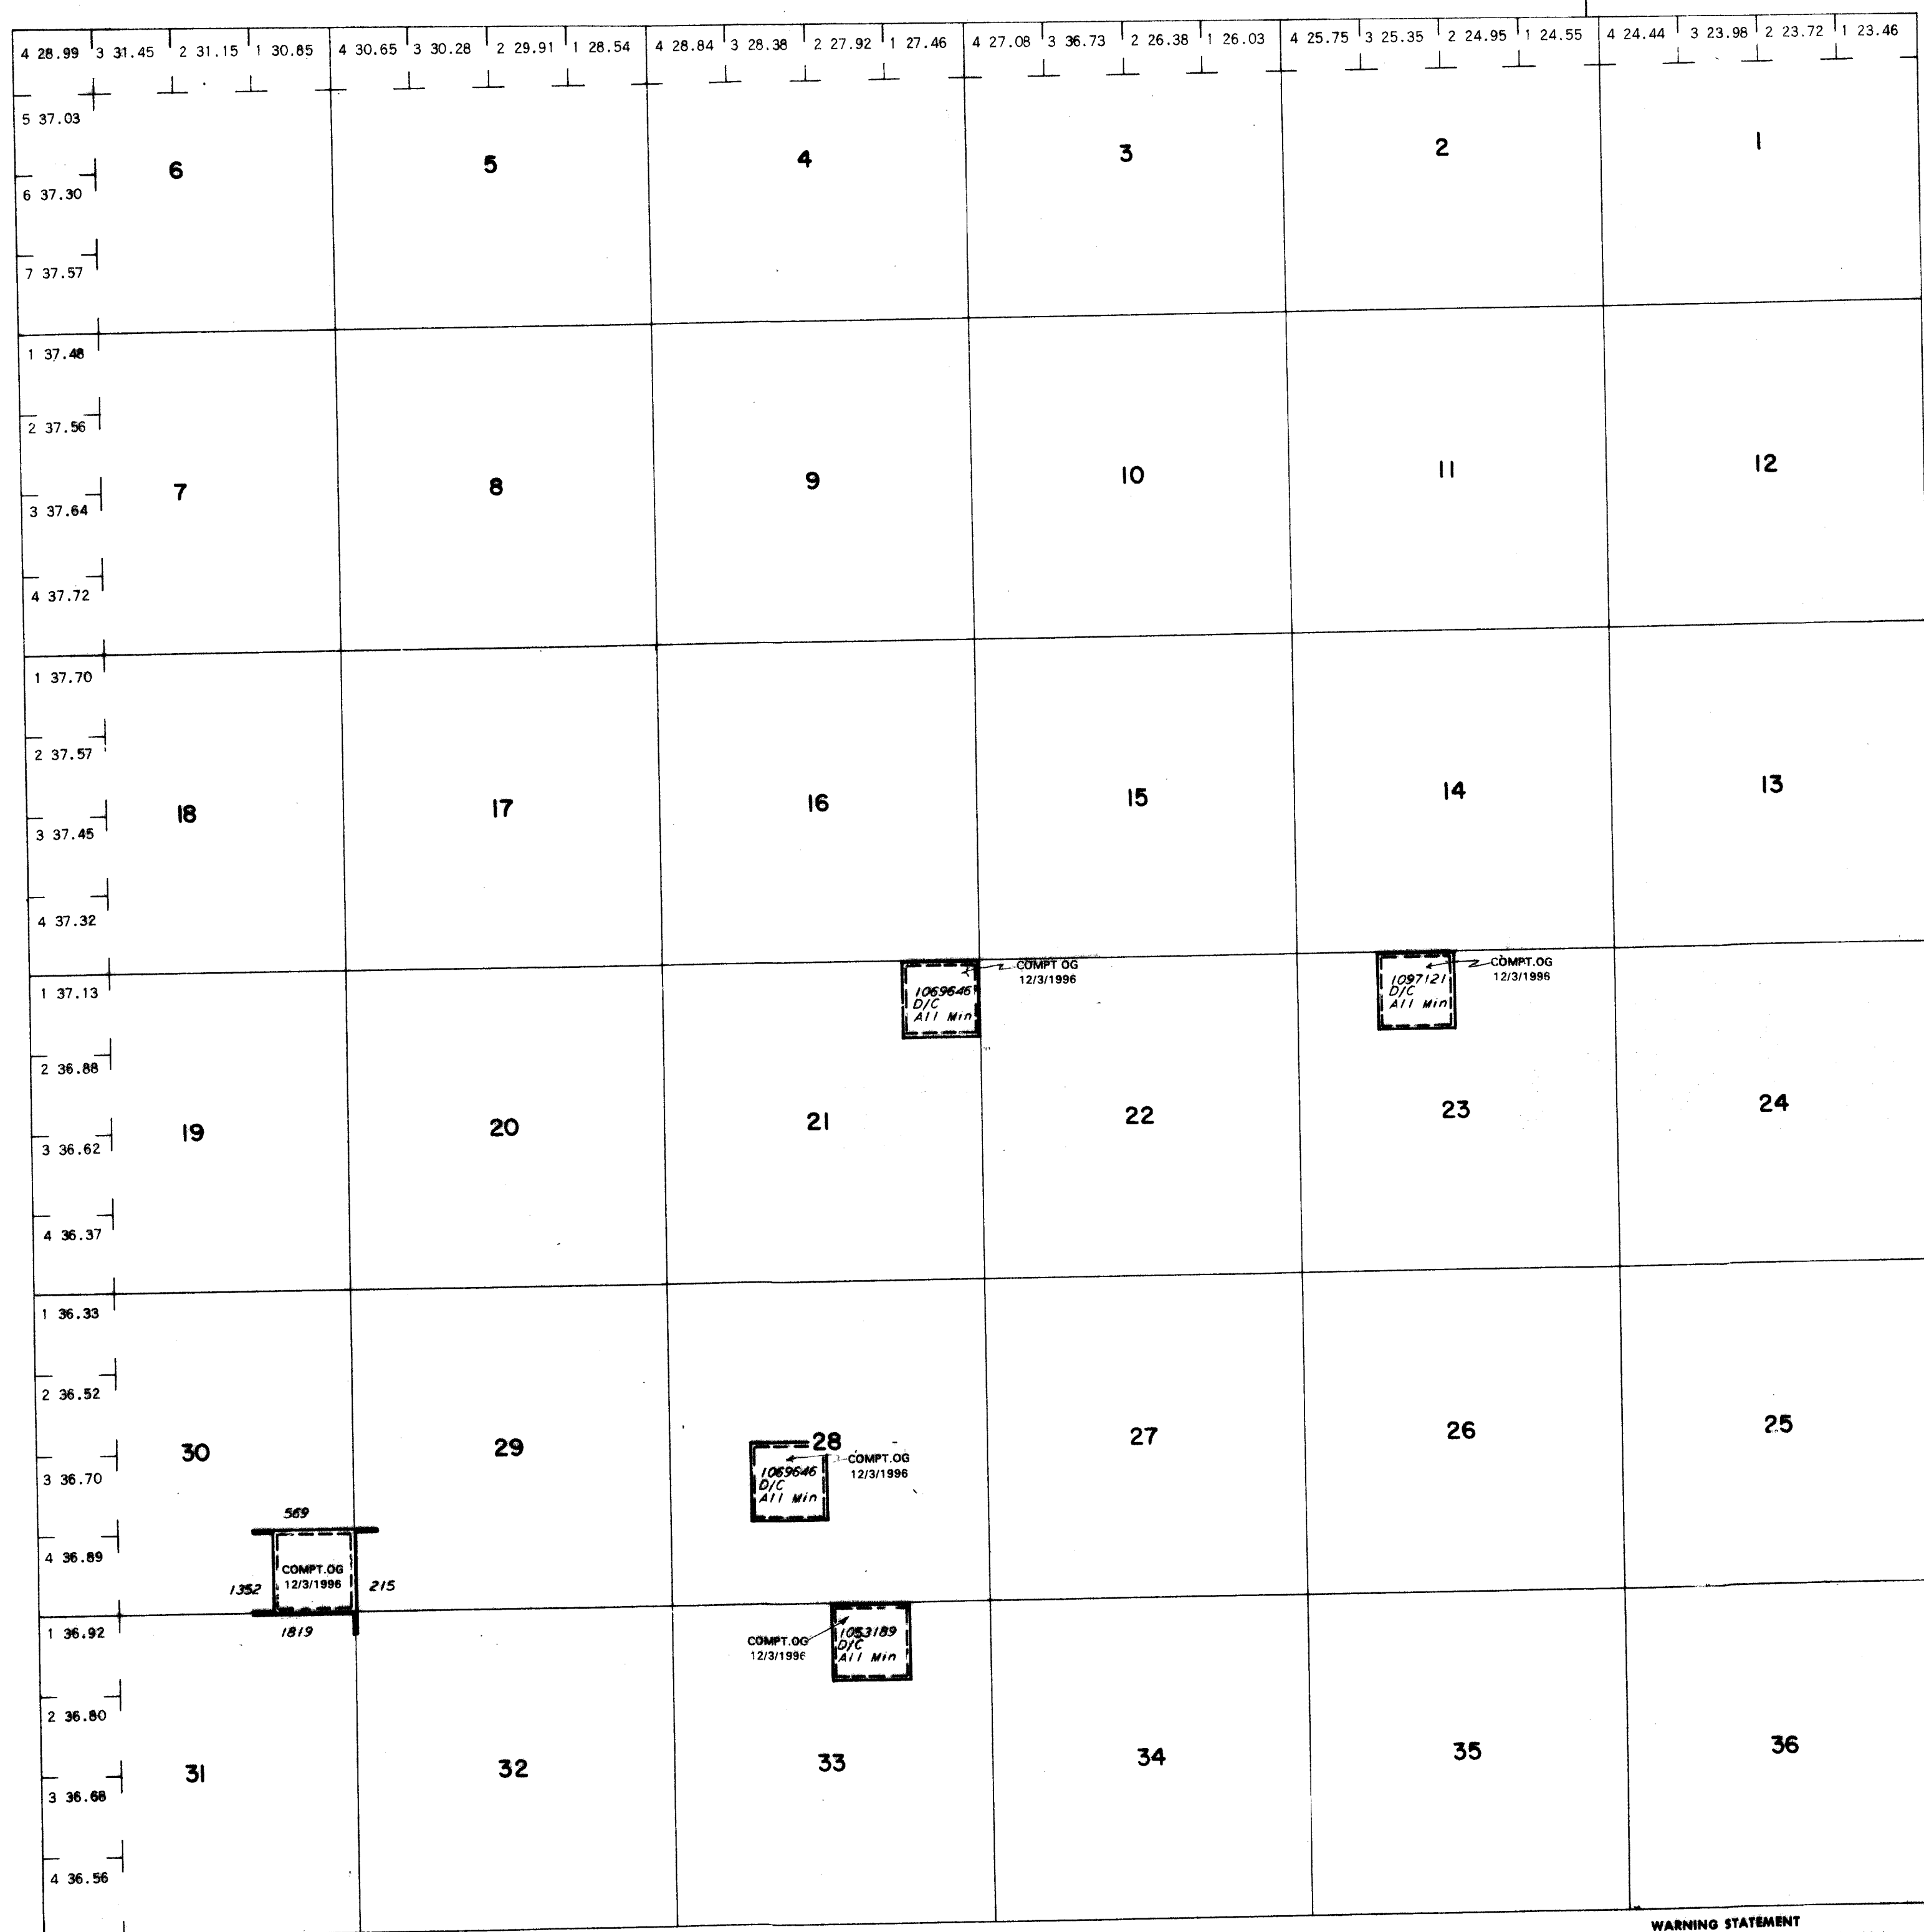 4 28.99 3 31.45 2 31.15 1 30.85 4 30.65 3 30.28 2 29.91 1 28.54 4 28.84 3 28.38 2 27.92 1 27.46 4 27.08 3 36.73 2 26.38 1 26.03 4 25.75 3 25.35 2 24.95 1 24.55 4 24.44 3 23.98 2 23.72 1 23.46
5 37.03
6 5 4 3 2 1
6 37.30
7 37.57
1 37.48
2 37.56
7 8 9 10 11 12
3 37.64
4 37.72
1 37.70
2 37.57
18 17 16 15 14 13
3 37.45
4 37.32
COMPT OG
12/3/1996
1069646
D/C
All Min
COMPT.OG
12/3/1996
1097121
D/C
All Min
1 37.13
2 36.88
19 20 21 22 23 24
3 36.62
4 36.37
1 36.33
2 36.52
30 29 28 27 26 25
COMPT.OG
12/3/1996
1069646
D/C
All Min
3 36.70
569
4 36.89
COMPT.OG
12/3/1996
1352 215
1819
1 36.92
COMPT.OG
12/3/1996
1053189
D/C
All Min
2 36.80
31 32 33 34 35 36
3 36.68
4 36.56
WARNING STATEMENT